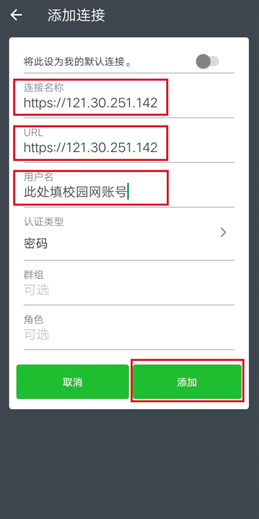 添加连接
将此设为我的默认连接。
连接名称
https://121.30.251.142
URL
https://121.30.251.142
用户名
此处填校园网账号
认证类型
密码
群组
可选
角色
可选
取消
添加